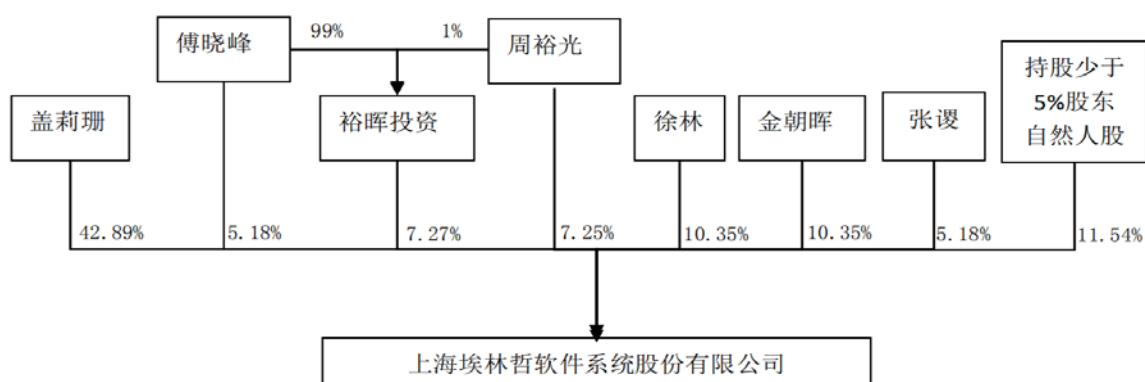 傅晓峰
99%
1%
周裕光
持股少于
5%股东
自然人股
盖莉珊
裕晖投资
徐林
金朝晖
张谡
42.89%
5.18%
7.27%
7.25%
10.35%
10.35%
5.18%
11.54%
上海埃林哲软件系统股份有限公司